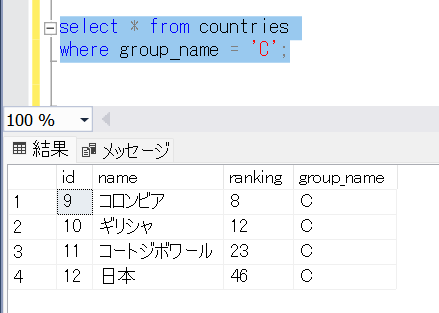 select * from countries
where group_name = 'C';
100 %
結果 メッセージ
id name ranking group_name
1 9 コロンビア 8 C
2 10 ギリシャ 12 C
3 11 コートジボワール 23 C
4 12 日本 46 C